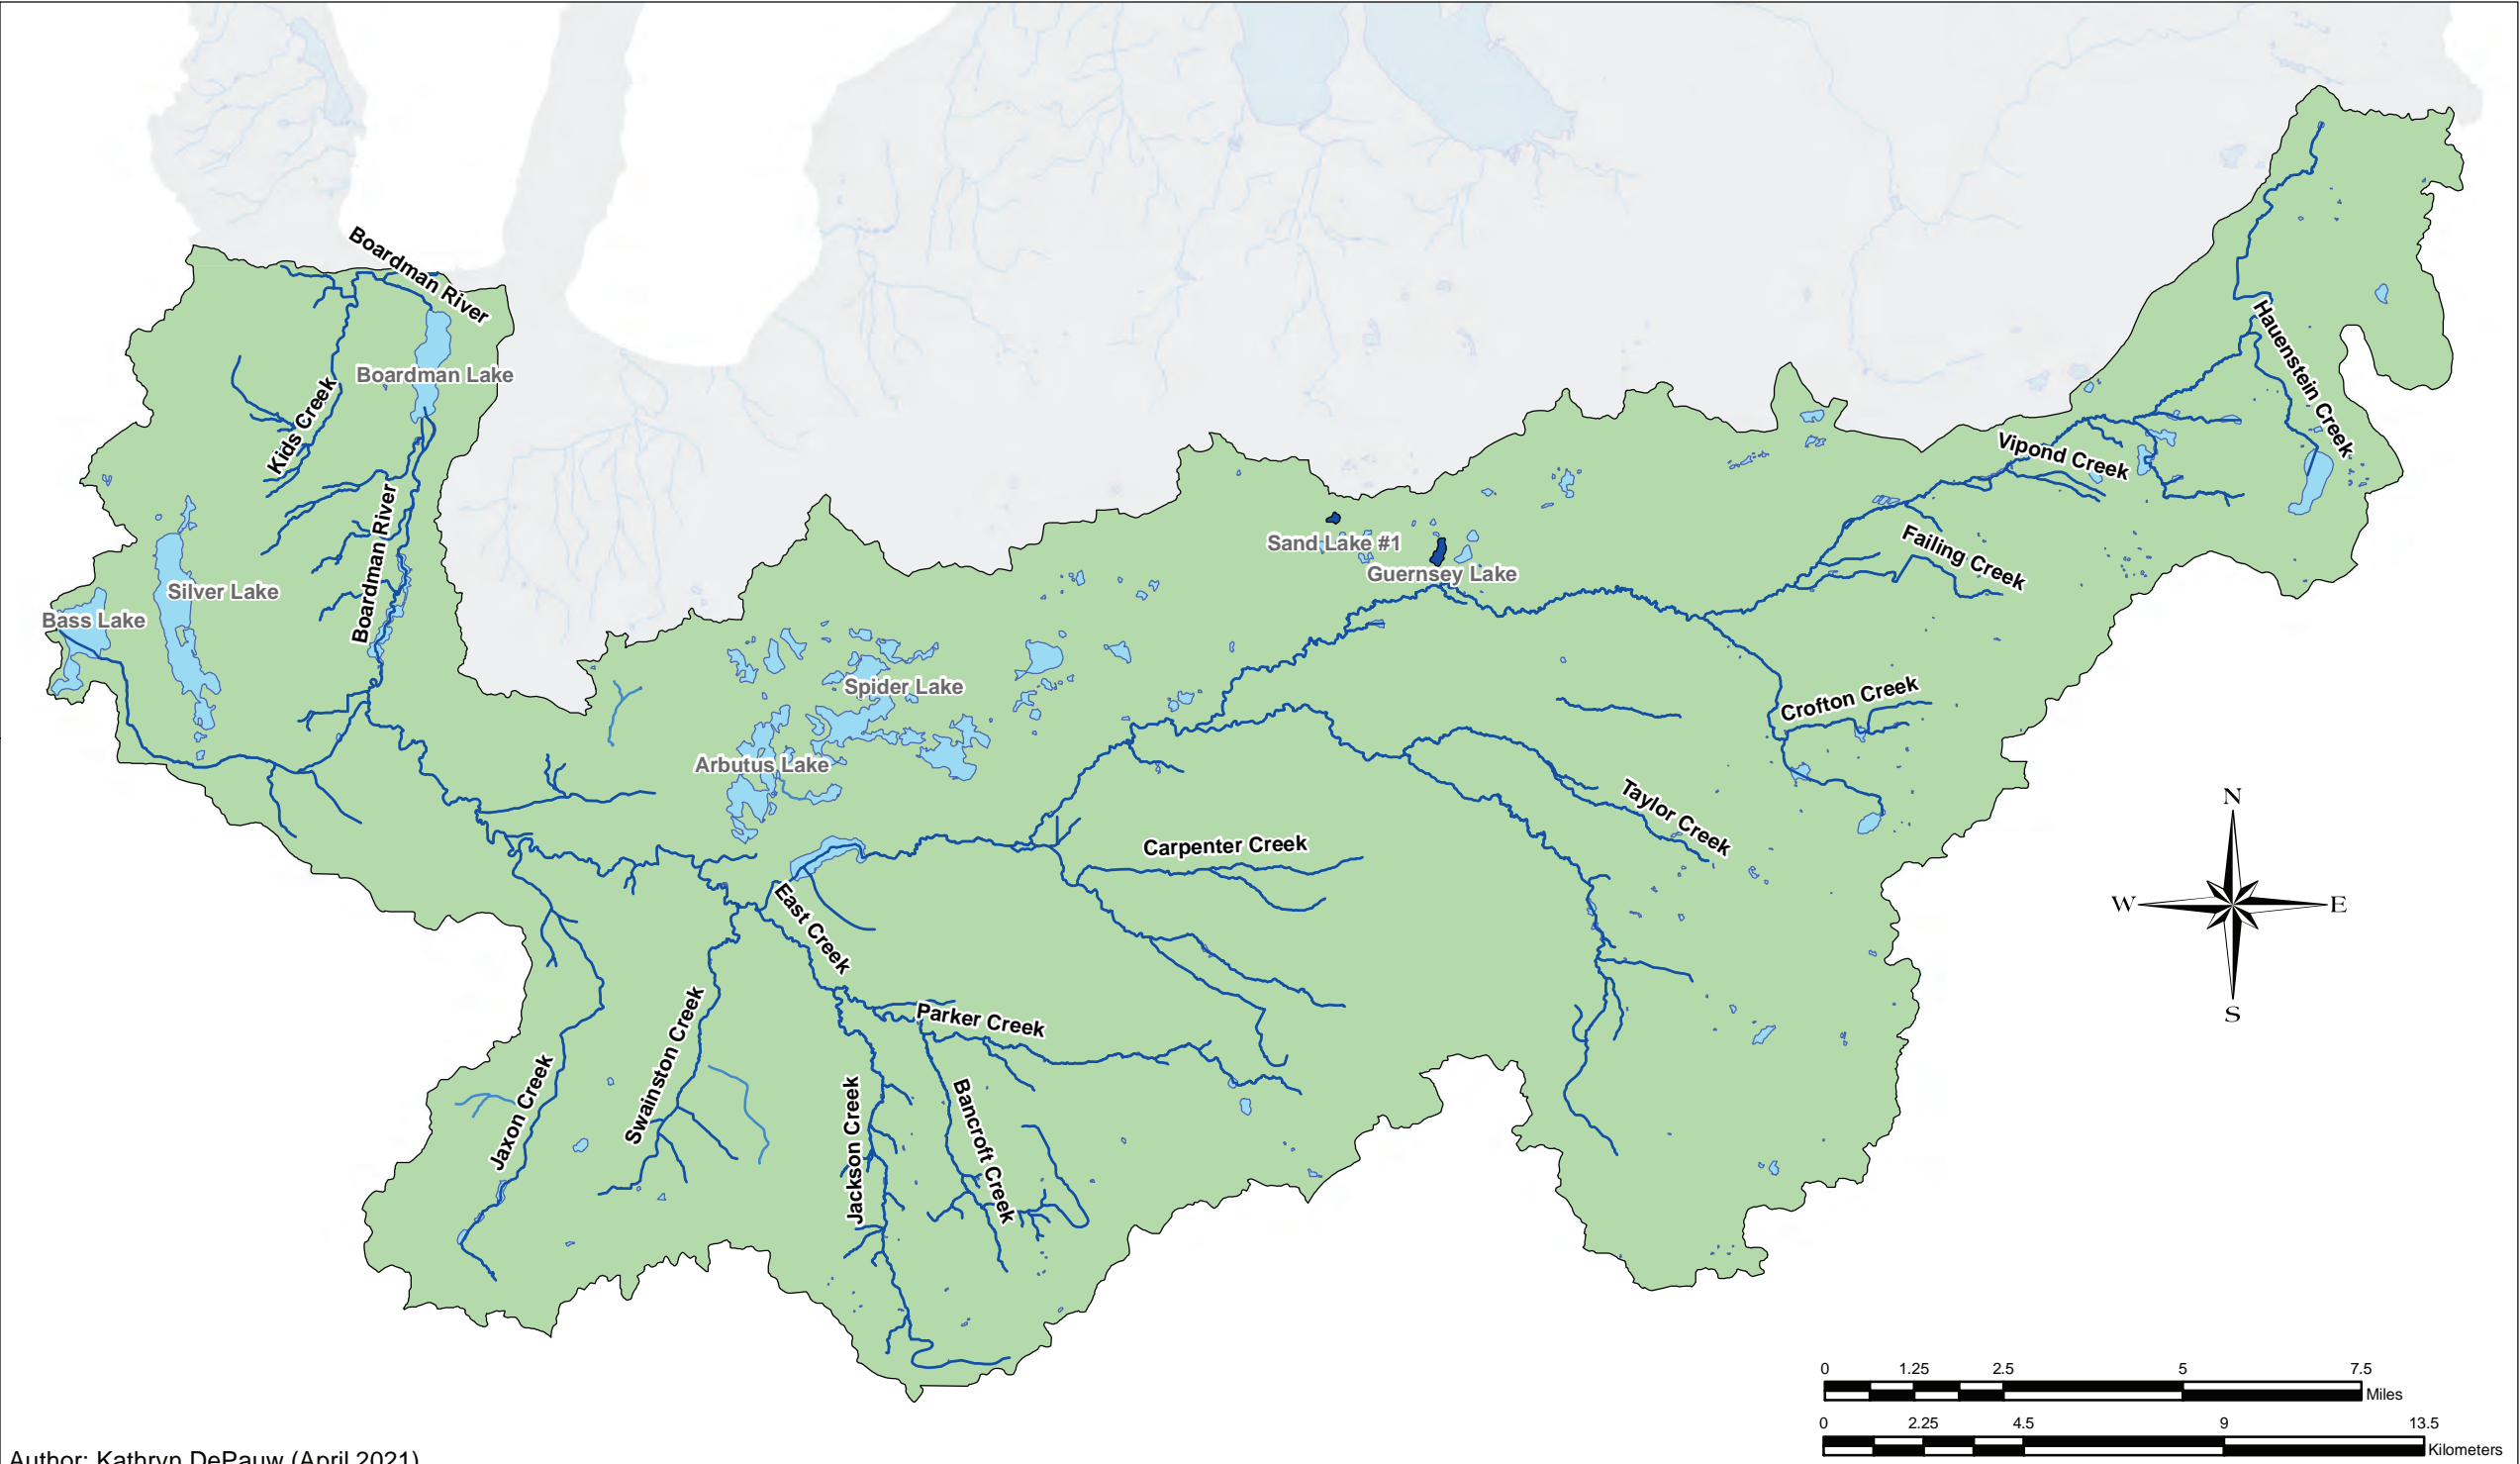 Boardman River
Hauenstein Creek
Boardman Lake
Kids Creek
Vipond Creek
Boardman River
Sand Lake #1
Failing Creek
Guernsey Lake
Silver Lake
Bass Lake
Spider Lake
Crofton Creek
Arbutus Lake
Taylor Creek
N
Carpenter Creek
W
E
East Creek
S
Parker Creek
Swainston Creek
Jaxon Creek
Jackson Creek
Bancroft Creek
0 1.25 2.5 5 7.5
Miles
0 2.25 4.5 9 13.5
Kilometers
Author: Kathryn DePauw (April 2021)